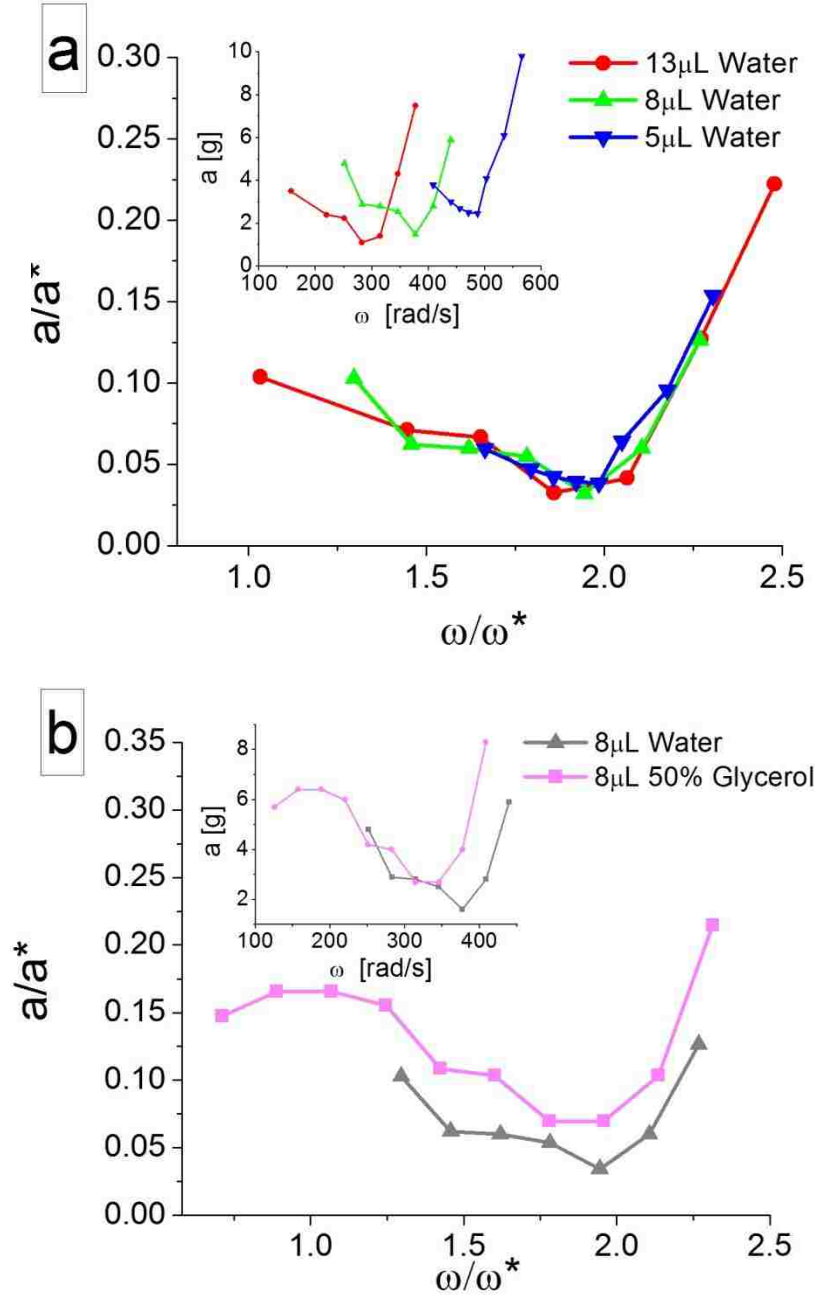 a
0.30
0.25
0.20
0.15
0.10
0.05
0.00
a/a*
1.0 1.5 2.0 2.5
ω/ω*
13μL Water
8μL Water
5μL Water
10
8
6
4
2
0
a [g]
100 200 300 400 500 600
ω [rad/s]
b
0.35
0.30
0.25
0.20
0.15
0.10
0.05
0.00
a/a*
1.0 1.5 2.0 2.5
ω/ω*
8μL Water
8μL 50% Glycerol
8
6
4
2
a [g]
100 200 300 400
ω [rad/s]